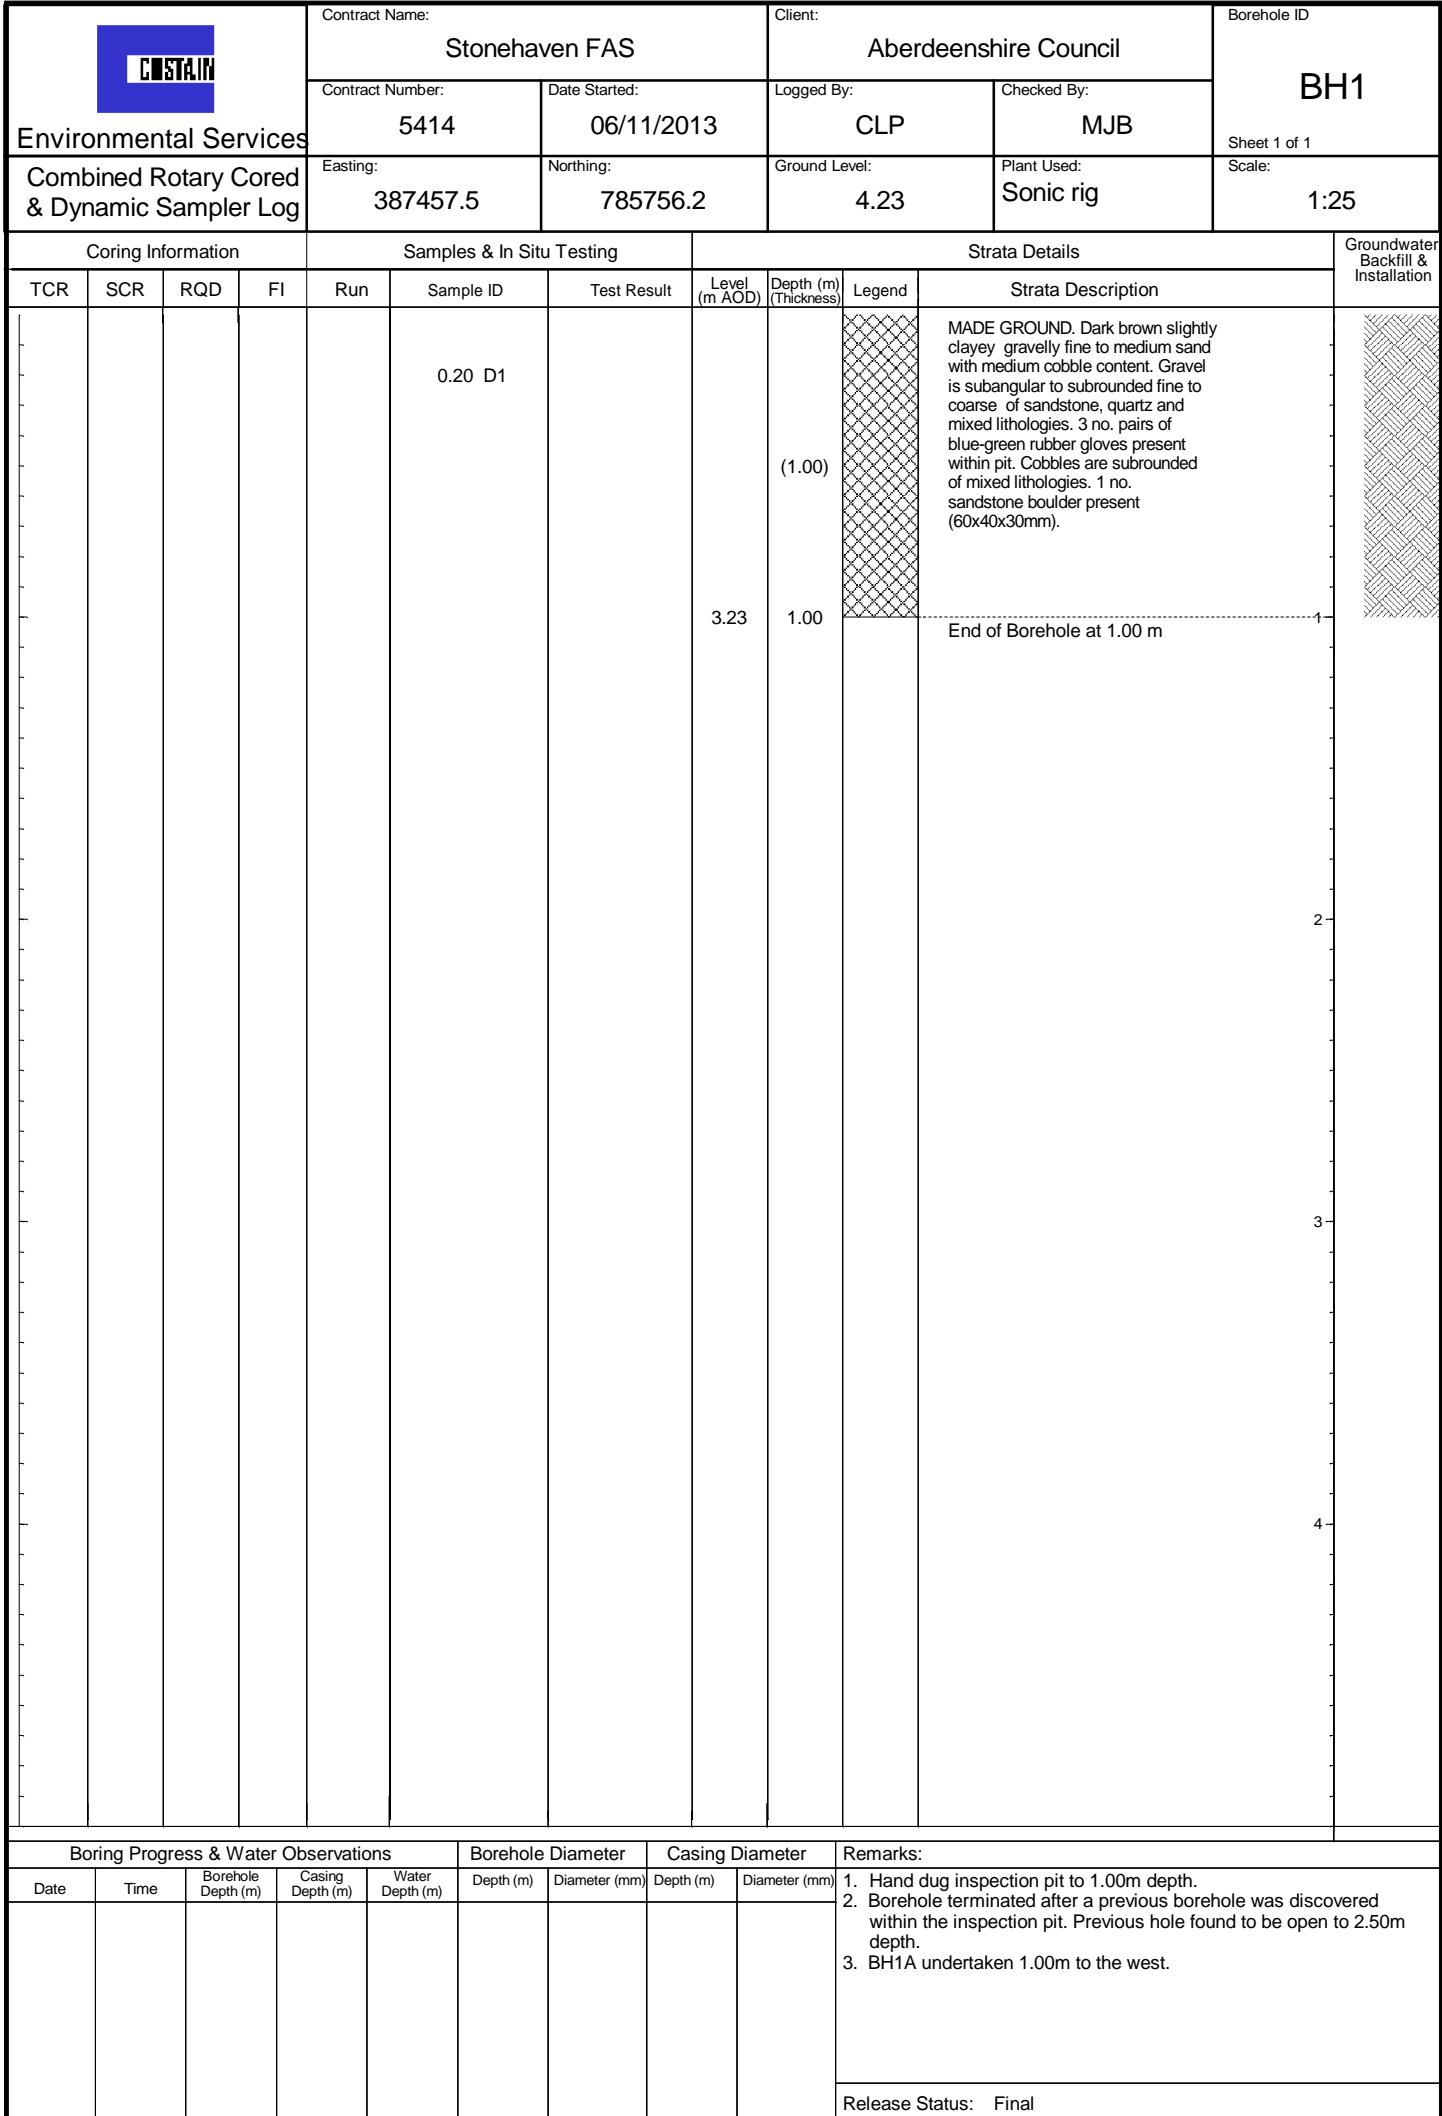 COSTAIN
Environmental Services
Combined Rotary Cored
& Dynamic Sampler Log
Contract Name:
Stonehaven FAS
Client:
Aberdeenshire Council
Borehole ID
BH1
Sheet 1 of 1
Contract Number:
5414
Date Started:
06/11/2013
Logged By:
CLP
Checked By:
MJB
Easting:
387457.5
Northing:
785756.2
Ground Level:
4.23
Plant Used:
Sonic rig
Scale:
1:25
Coring Information
Samples & In Situ Testing
Strata Details
Groundwater
Backfill &
Installation
TCR
SCR
RQD
FI
Run
Sample ID
Test Result
Level
(m AOD)
Depth (m)
(Thickness)
Legend
Strata Description
0.20 D1
(1.00)
MADE GROUND. Dark brown slightly
clayey gravelly fine to medium sand
with medium cobble content. Gravel
is subangular to subrounded fine to
coarse of sandstone, quartz and
mixed lithologies. 3 no. pairs of
blue-green rubber gloves present
within pit. Cobbles are subrounded
of mixed lithologies. 1 no.
sandstone boulder present
(60x40x30mm).
3.23
1.00
1
End of Borehole at 1.00 m
2
3
4
Boring Progress & Water Observations
Borehole Diameter
Casing Diameter
Remarks:
Date
Time
Borehole
Depth (m)
Casing
Depth (m)
Water
Depth (m)
Depth (m)
Diameter (mm)
Depth (m)
Diameter (mm)
1. Hand dug inspection pit to 1.00m depth.
2. Borehole terminated after a previous borehole was discovered
within the inspection pit. Previous hole found to be open to 2.50m
depth.
3. BH1A undertaken 1.00m to the west.
Release Status: Final